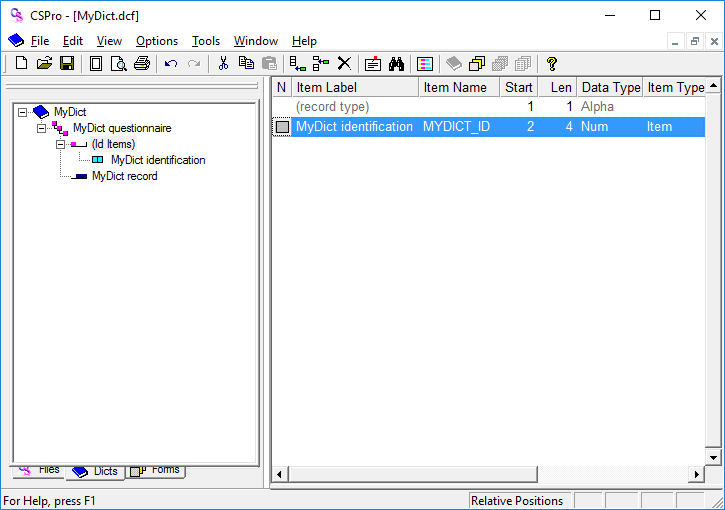 CSPro - [MyDict.dcf]
File Edit View Options Tools Window Help
N Item Label Item Name Start Len Data Type Item Type
(record type) 1 1 Alpha
MyDict identification MYDICT_ID 2 4 Num Item
MyDict
MyDict questionnaire
(Id Items)
MyDict identification
MyDict record
Files Dicts Forms
For Help, press F1 Relative Positions